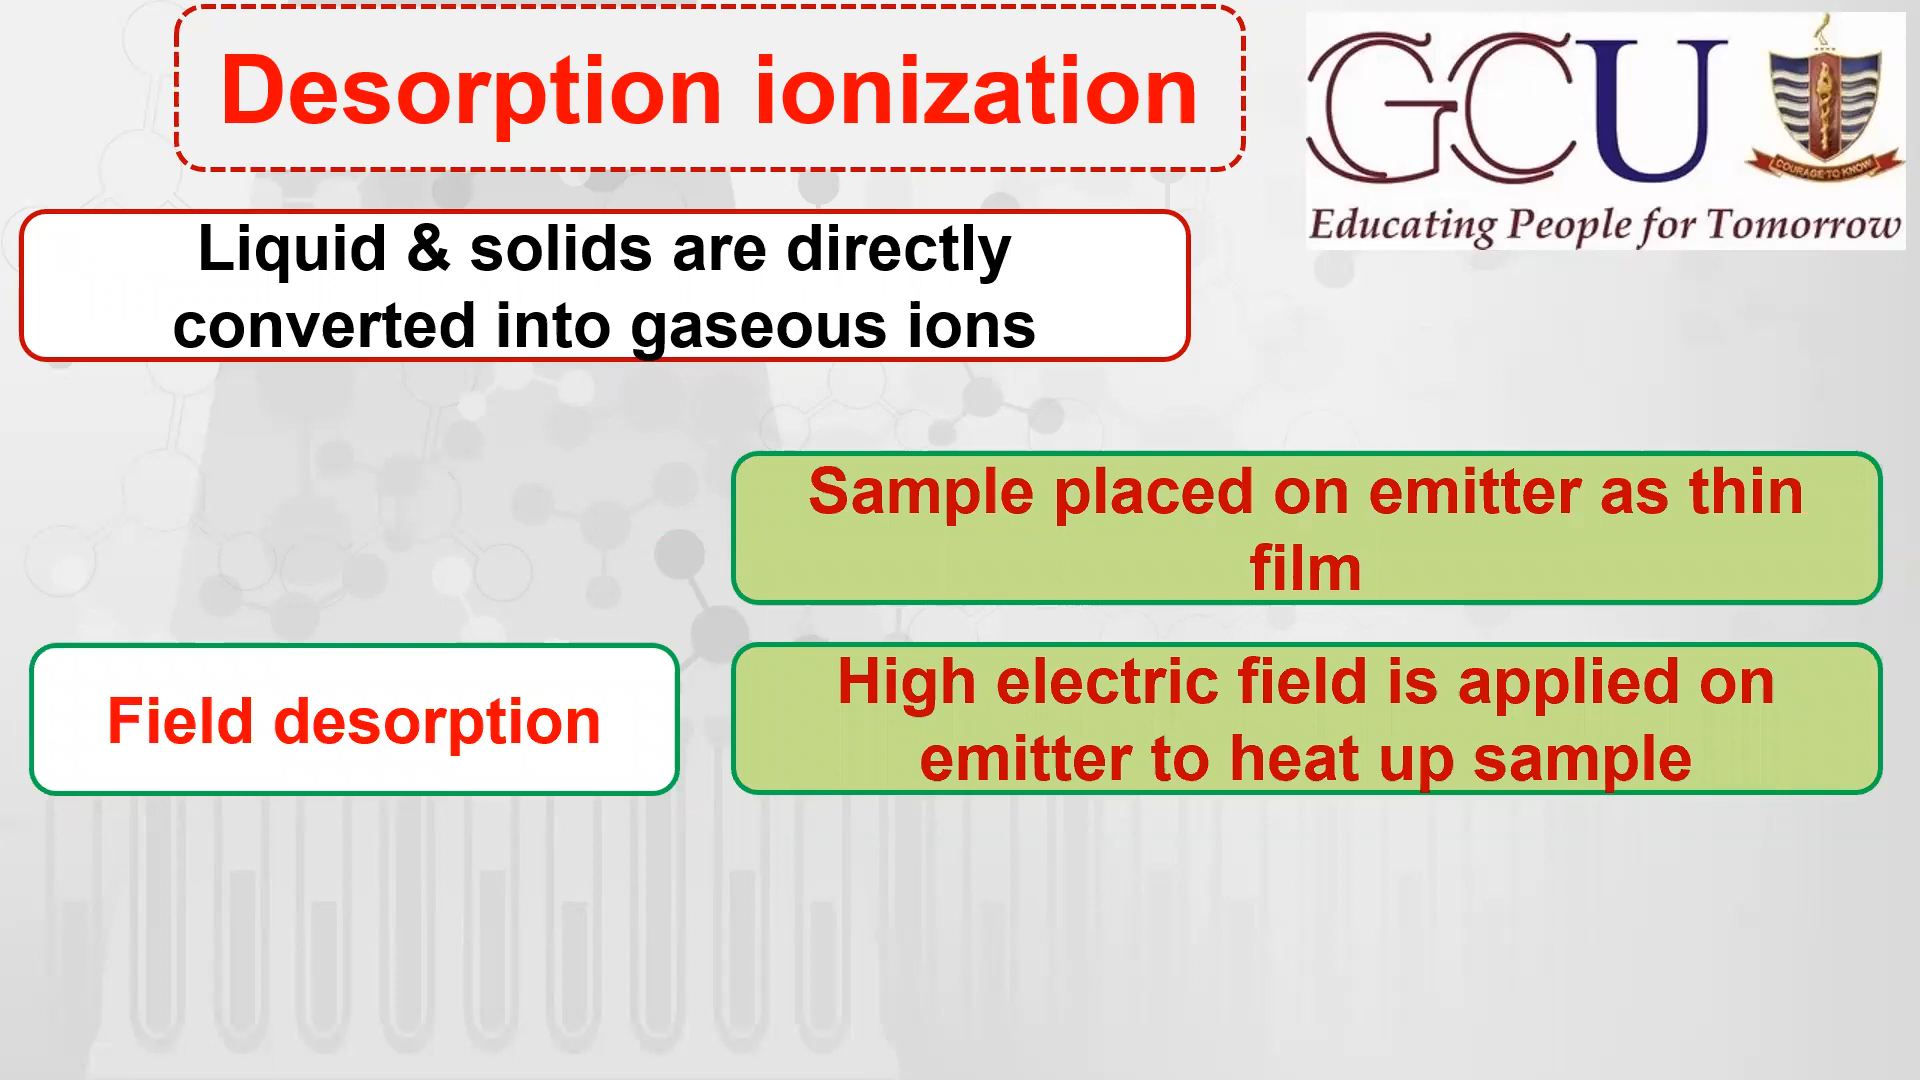 Desorption ionization
GCU
COURAGE TO KNOW
Educating People for Tomorrow
Liquid & solids are directly
converted into gaseous ions
Sample placed on emitter as thin
film
Field desorption
High electric field is applied on
emitter to heat up sample